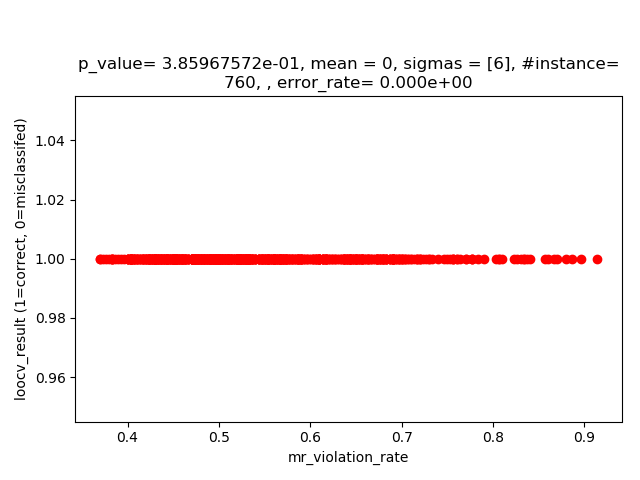 p_value= 3.85967572e-01, mean = 0, sigmas = [6], #instance=
760, , error_rate= 0.000e+00
1.04
1.02
1.00
0.98
0.96
loocv_result (1=correct, 0=misclassifed)
0.4 0.5 0.6 0.7 0.8 0.9
mr_violation_rate